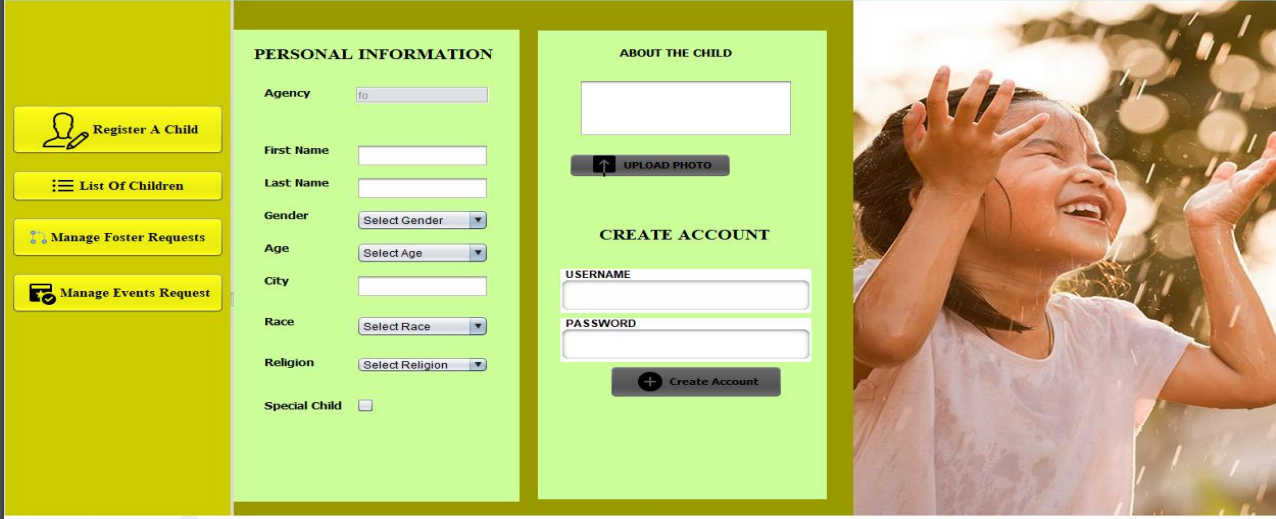 Register A Child
List Of Children
Manage Foster Requests
Manage Events Request
PERSONAL INFORMATION
Agency
fo
First Name
Last Name
Gender
Select Gender
Age
Select Age
City
Race
Select Race
Religion
Select Religion
Special Child
ABOUT THE CHILD
UPLOAD PHOTO
CREATE ACCOUNT
USERNAME
PASSWORD
Create Account